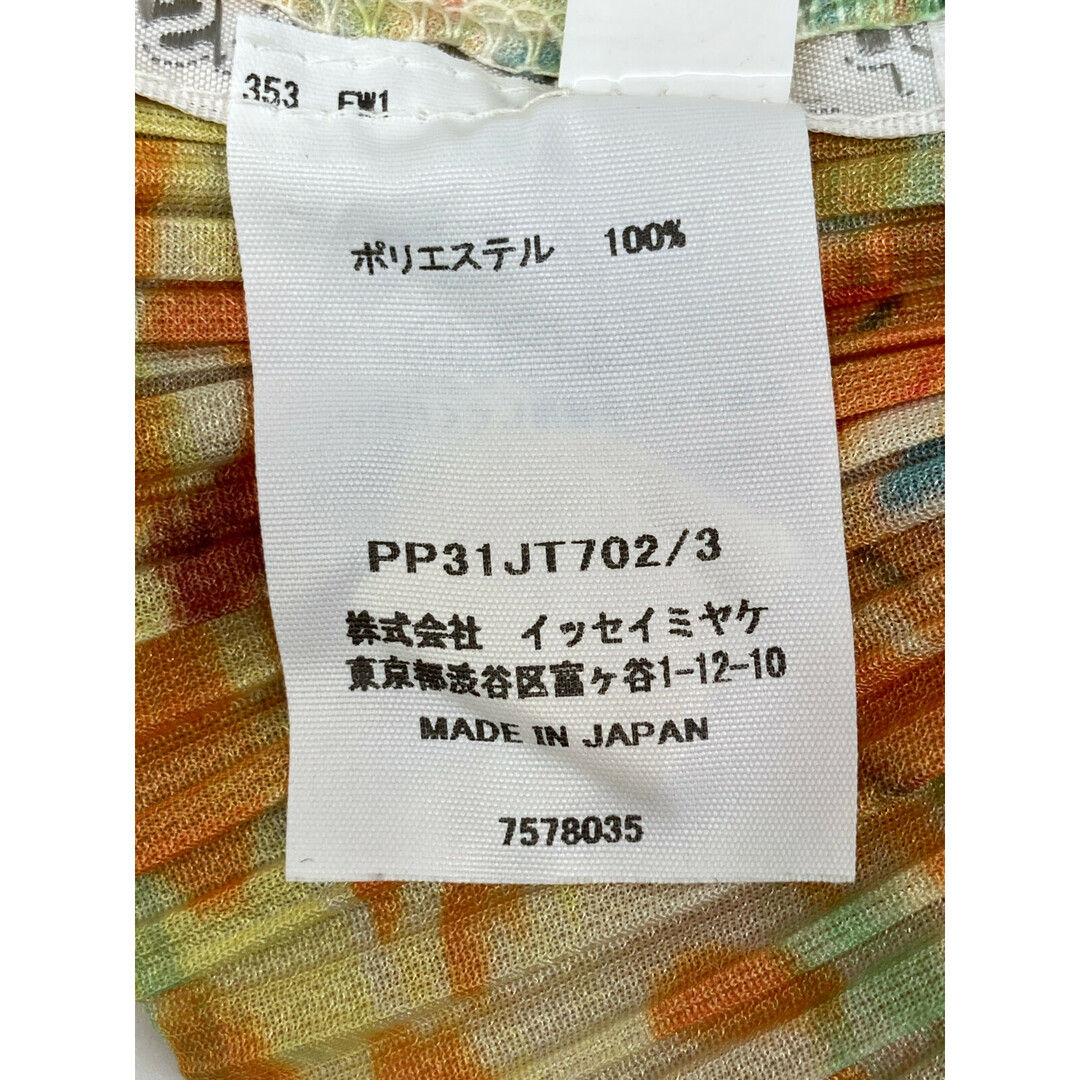 353
ポリエステル 100%
PP31JT702/3
株式会社 イッセイミヤケ
東京都渋谷区富ヶ谷1-12-10
MADE IN JAPAN
7578035